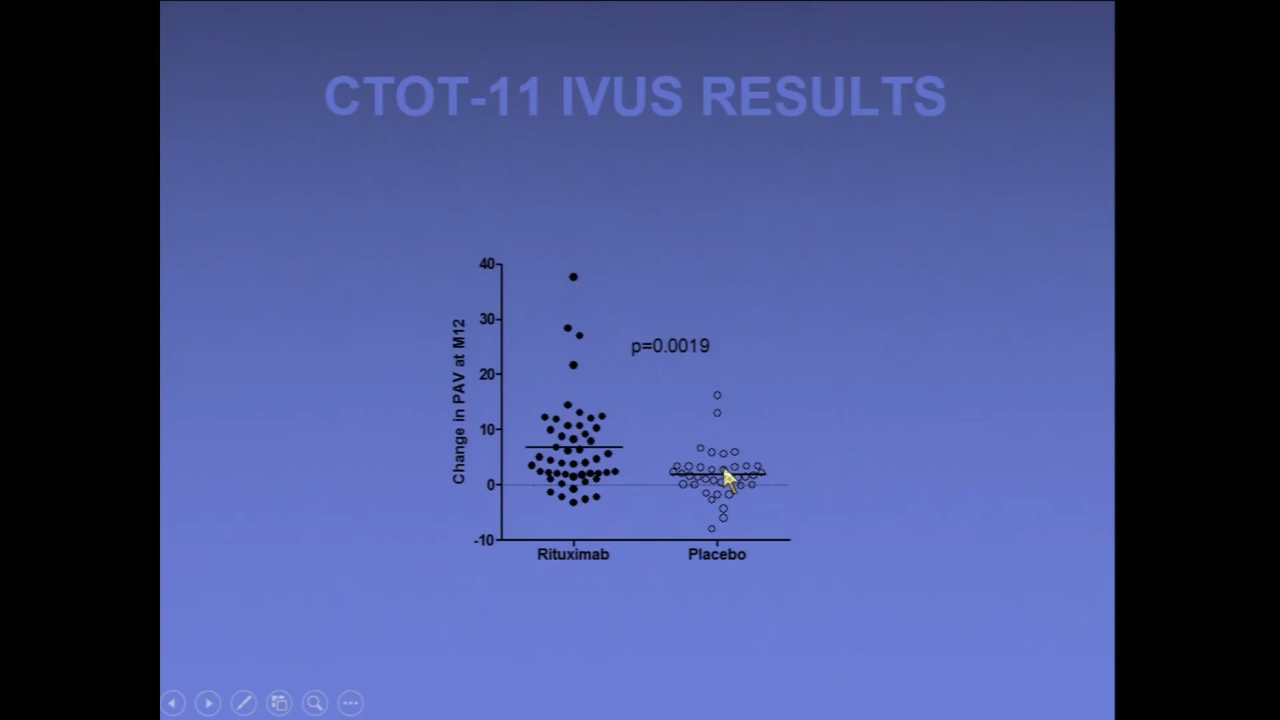 CTOT-11 IVUS RESULTS
40
30
20
10
0
-10
Change in PAV at M12
p=0.0019
Rituximab
Placebo